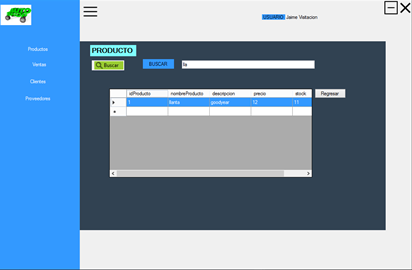 USUARIO Jaime Vistacion
Productos
Ventas
Clientes
Proveedores
PRODUCTO
Buscar
BUSCAR
lla
Regresar
idProducto nombreProducto descripcion precio stock
1 llanta goodyear 12 11